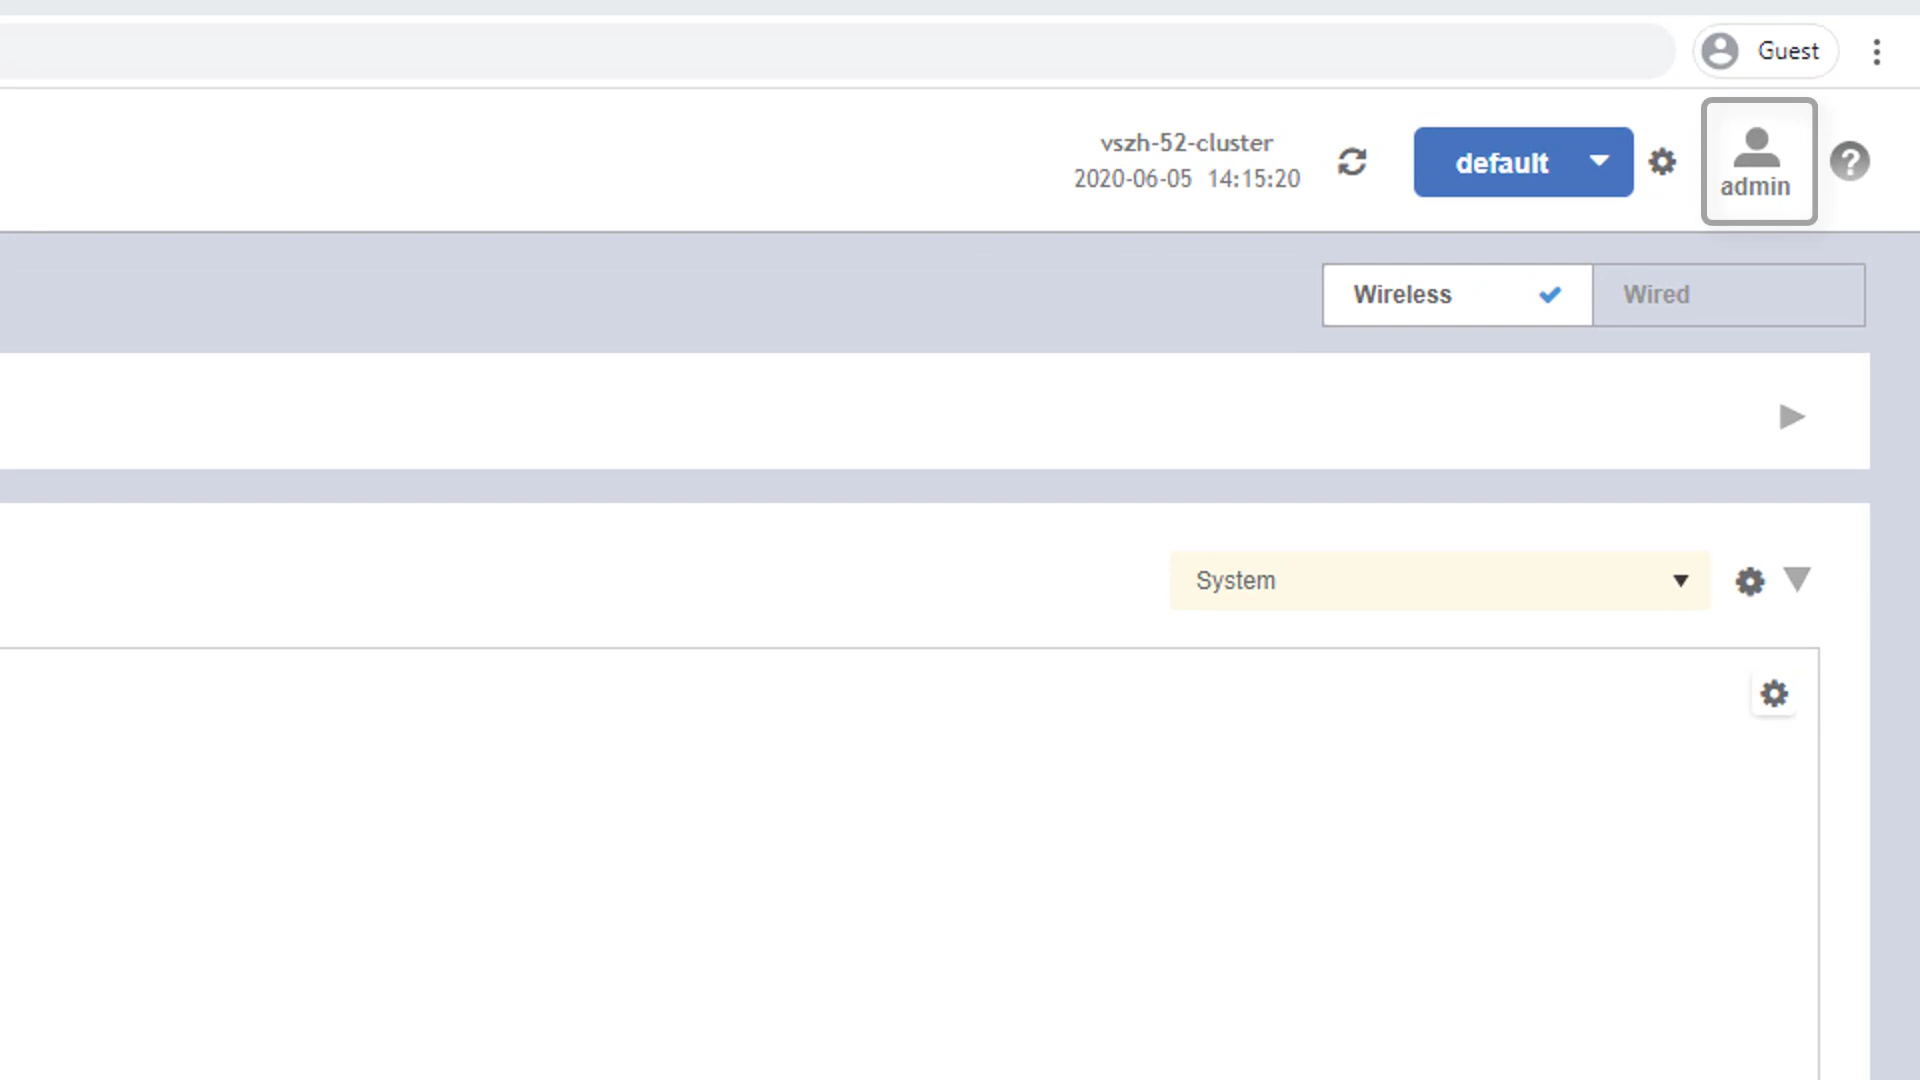 Guest
vszh-52-cluster
2020-06-05 14:15:20
default
admin
?
Wireless
Wired
System